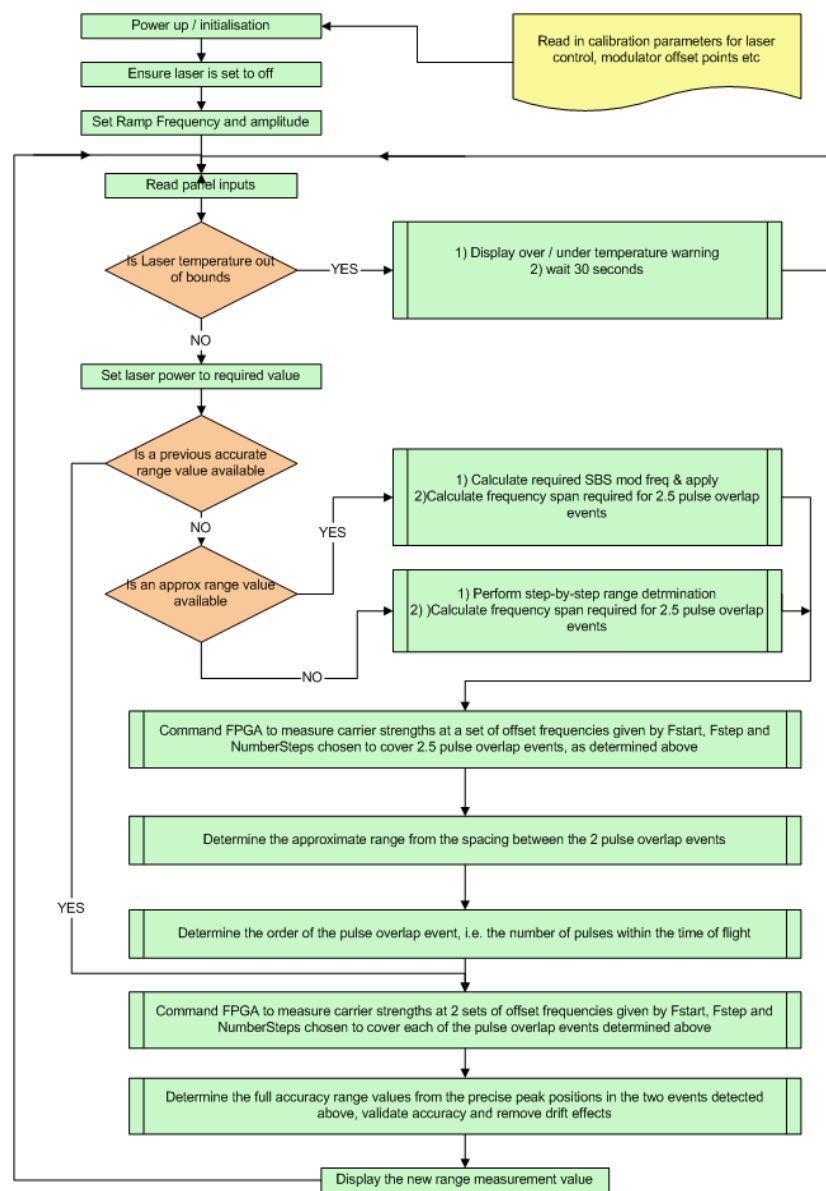 Power up / initialisation
Read in calibration parameters for laser
control, modulator offset points etc
Ensure laser is set to off
Set Ramp Frequency and amplitude
Read panel inputs
Is Laser temperature out
of bounds
YES
1) Display over / under temperature warning
2) wait 30 seconds
NO
Set laser power to required value
Is a previous accurate
range value available
1) Calculate required SBS mod freq & apply
2)Calculate frequency span required for 2.5 pulse overlap
events
NO
YES
Is an approx range value
available
1) Perform step-by-step range detrmination
2) )Calculate frequency span required for 2.5 pulse overlap
events
NO
Command FPGA to measure carrier strengths at a set of offset frequencies given by Fstart, Fstep and
NumberSteps chosen to cover 2.5 pulse overlap events, as determined above
Determine the approximate range from the spacing between the 2 pulse overlap events
YES
Determine the order of the pulse overlap event, i.e. the number of pulses within the time of flight
Command FPGA to measure carrier strengths at 2 sets of offset frequencies given by Fstart, Fstep and
NumberSteps chosen to cover each of the pulse overlap events determined above
Determine the full accuracy range values from the precise peak positions in the two events detected
above, validate accuracy and remove drift effects
Display the new range measurement value